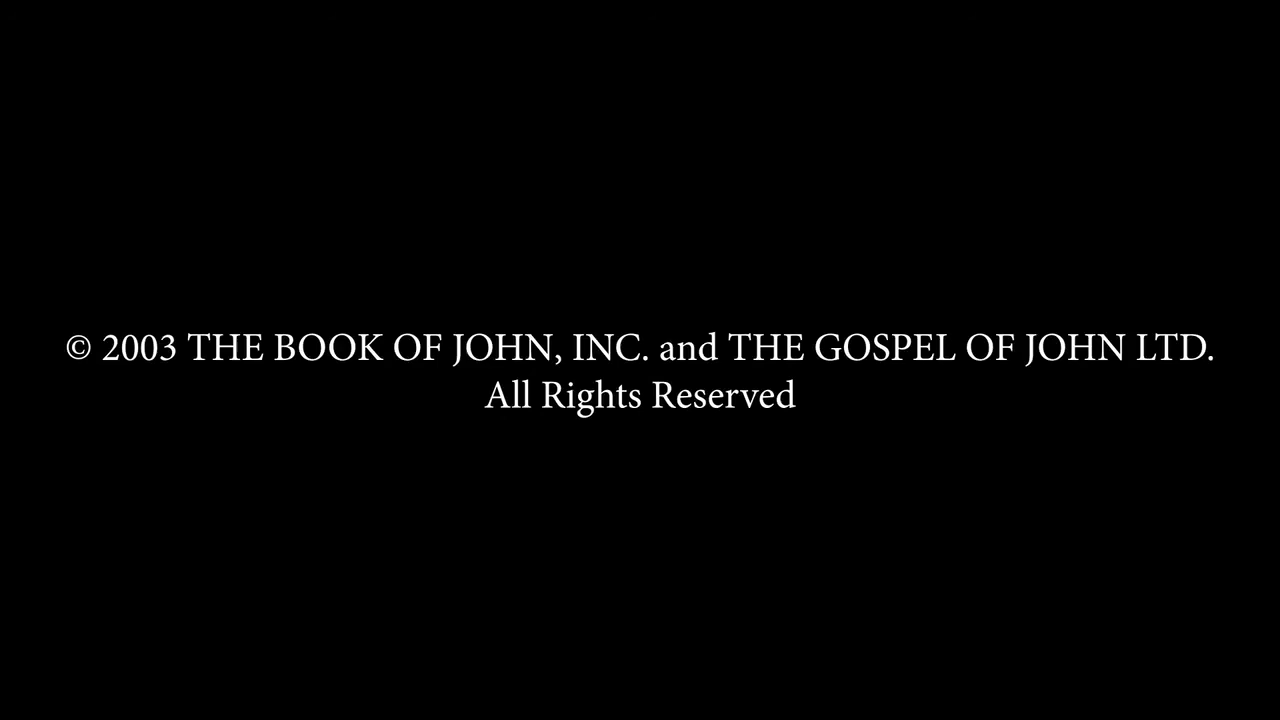 © 2003 THE BOOK OF JOHN, INC. and THE GOSPEL OF JOHN LTD.
All Rights Reserved